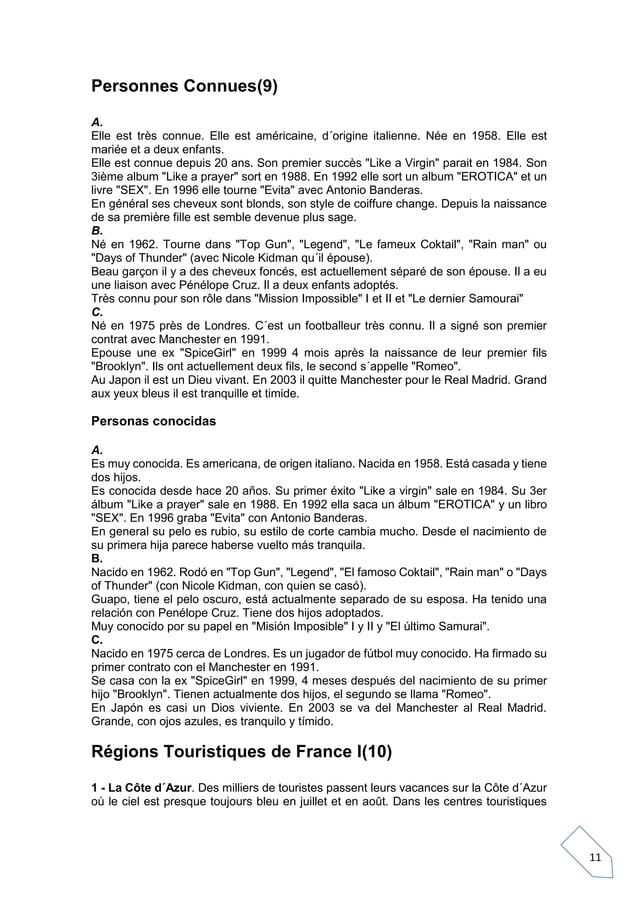 Personnes Connues(9)
A.
Elle est très connue. Elle est américaine, d´origine italienne. Née en 1958. Elle est
mariée et a deux enfants.
Elle est connue depuis 20 ans. Son premier succès "Like a Virgin" parait en 1984. Son
3ième album "Like a prayer" sort en 1988. En 1992 elle sort un album "EROTICA" et un
livre "SEX". En 1996 elle tourne "Evita" avec Antonio Banderas.
En général ses cheveux sont blonds, son style de coiffure change. Depuis la naissance
de sa première fille est semble devenue plus sage.
B.
Né en 1962. Tourne dans "Top Gun", "Legend", "Le fameux Coktail", "Rain man" ou
"Days of Thunder" (avec Nicole Kidman qu´il épouse).
Beau garçon il y a des cheveux foncés, est actuellement séparé de son épouse. Il a eu
une liaison avec Pénélope Cruz. Il a deux enfants adoptés.
Très connu pour son rôle dans "Mission Impossible" I et II et "Le dernier Samourai"
C.
Né en 1975 près de Londres. C´est un footballeur très connu. Il a signé son premier
contrat avec Manchester en 1991.
Epouse une ex "SpiceGirl" en 1999 4 mois après la naissance de leur premier fils
"Brooklyn". Ils ont actuellement deux fils, le second s´appelle "Romeo".
Au Japon il est un Dieu vivant. En 2003 il quitte Manchester pour le Real Madrid. Grand
aux yeux bleus il est tranquille et timide.
Personas conocidas
A.
Es muy conocida. Es americana, de origen italiano. Nacida en 1958. Está casada y tiene
dos hijos.
Es conocida desde hace 20 años. Su primer éxito "Like a virgin" sale en 1984. Su 3er
álbum "Like a prayer" sale en 1988. En 1992 ella saca un álbum "EROTICA" y un libro
"SEX". En 1996 graba "Evita" con Antonio Banderas.
En general su pelo es rubio, su estilo de corte cambia mucho. Desde el nacimiento de
su primera hija parece haberse vuelto más tranquila.
B.
Nacido en 1962. Rodó en "Top Gun", "Legend", "El famoso Coktail", "Rain man" o "Days
of Thunder" (con Nicole Kidman, con quien se casó).
Guapo, tiene el pelo oscuro, está actualmente separado de su esposa. Ha tenido una
relación con Penélope Cruz. Tiene dos hijos adoptados.
Muy conocido por su papel en "Misión Imposible" I y II y "El último Samurai".
C.
Nacido en 1975 cerca de Londres. Es un jugador de fútbol muy conocido. Ha firmado su
primer contrato con el Manchester en 1991.
Se casa con la ex "SpiceGirl" en 1999, 4 meses después del nacimiento de su primer
hijo "Brooklyn". Tienen actualmente dos hijos, el segundo se llama "Romeo".
En Japón es casi un Dios viviente. En 2003 se va del Manchester al Real Madrid.
Grande, con ojos azules, es tranquilo y tímido.
Régions Touristiques de France I(10)
1 - La Côte d´Azur. Des milliers de touristes passent leurs vacances sur la Côte d´Azur
où le ciel est presque toujours bleu en juillet et en août. Dans les centres touristiques
11